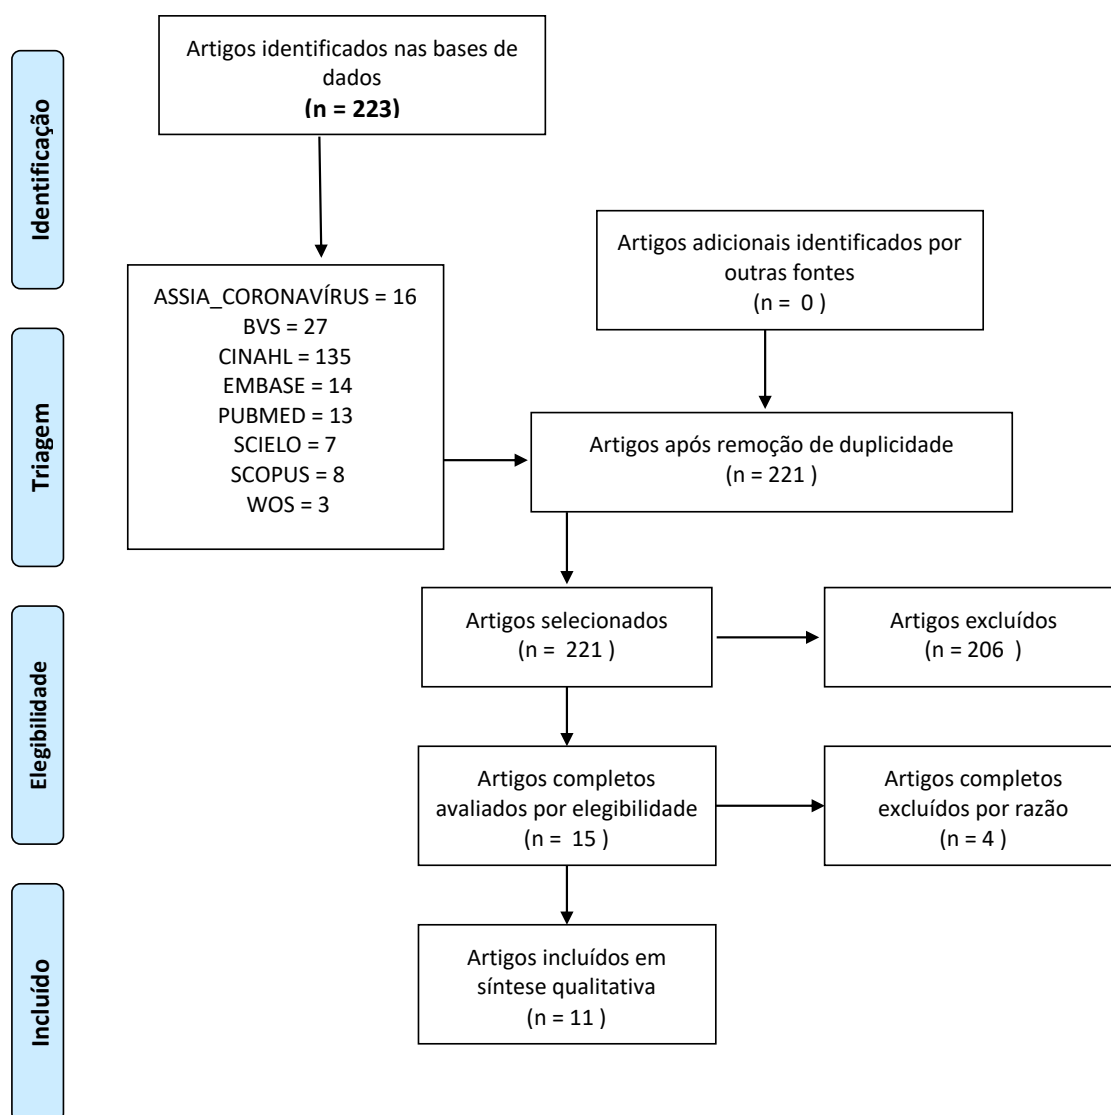 Identificação
Artigos identificados nas bases de
dados
(n = 223)
Artigos adicionais identificados por
outras fontes
(n = 0 )
ASSIA_CORONAVÍRUS = 16
BVS = 27
CINAHL = 135
EMBASE = 14
PUBMED = 13
SCIELO = 7
SCOPUS = 8
WOS = 3
Triagem
Artigos após remoção de duplicidade
(n = 221 )
Artigos selecionados
(n = 221 )
Artigos excluídos
(n = 206 )
Elegibilidade
Artigos completos
avaliados por elegibilidade
(n = 15 )
Artigos completos
excluídos por razão
(n = 4 )
Incluído
Artigos incluídos em
síntese qualitativa
(n = 11 )